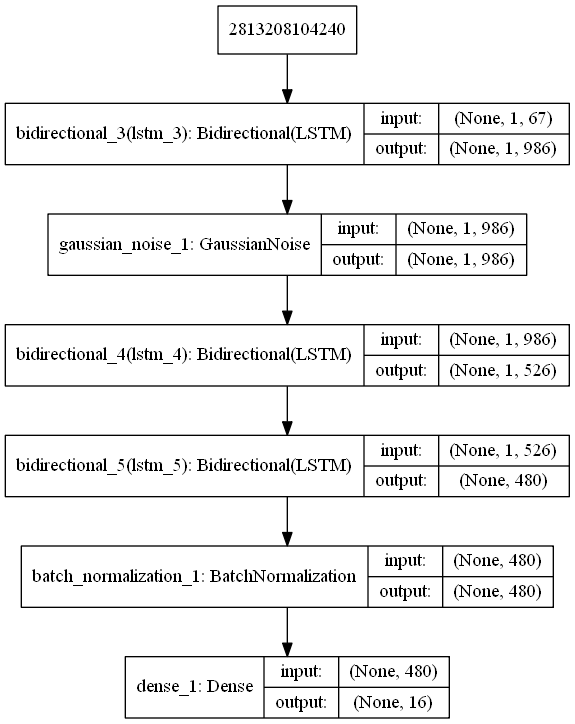 2813208104240
bidirectional_3(lstm_3): Bidirectional(LSTM)
input: (None, 1, 67)
output: (None, 1, 986)
gaussian_noise_1: GaussianNoise
input: (None, 1, 986)
output: (None, 1, 986)
bidirectional_4(lstm_4): Bidirectional(LSTM)
input: (None, 1, 986)
output: (None, 1, 526)
bidirectional_5(lstm_5): Bidirectional(LSTM)
input: (None, 1, 526)
output: (None, 480)
batch_normalization_1: BatchNormalization
input: (None, 480)
output: (None, 480)
dense_1: Dense
input: (None, 480)
output: (None, 16)